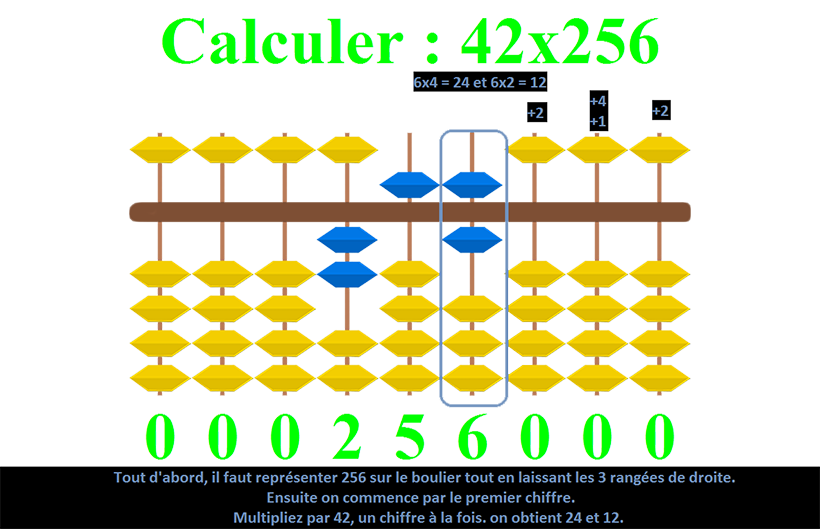 Calculer : 42x256
6x4 = 24 et 6x2 = 12
+2
+4
+1
+2
0 0 0 2 5 6 0 0 0
Tout d'abord, il faut représenter 256 sur le boulier tout en laissant les 3 rangées de droite.
Ensuite on commence par le premier chiffre.
Multipliez par 42, un chiffre à la fois. on obtient 24 et 12.